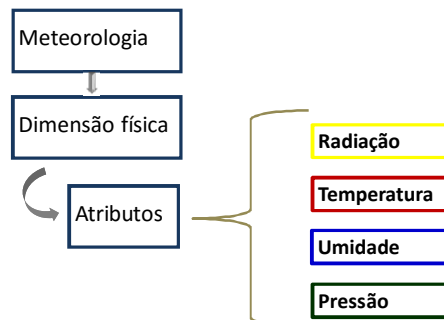 Meteorologia
Dimensão física
Atributos
Radiação
Temperatura
Umidade
Pressão